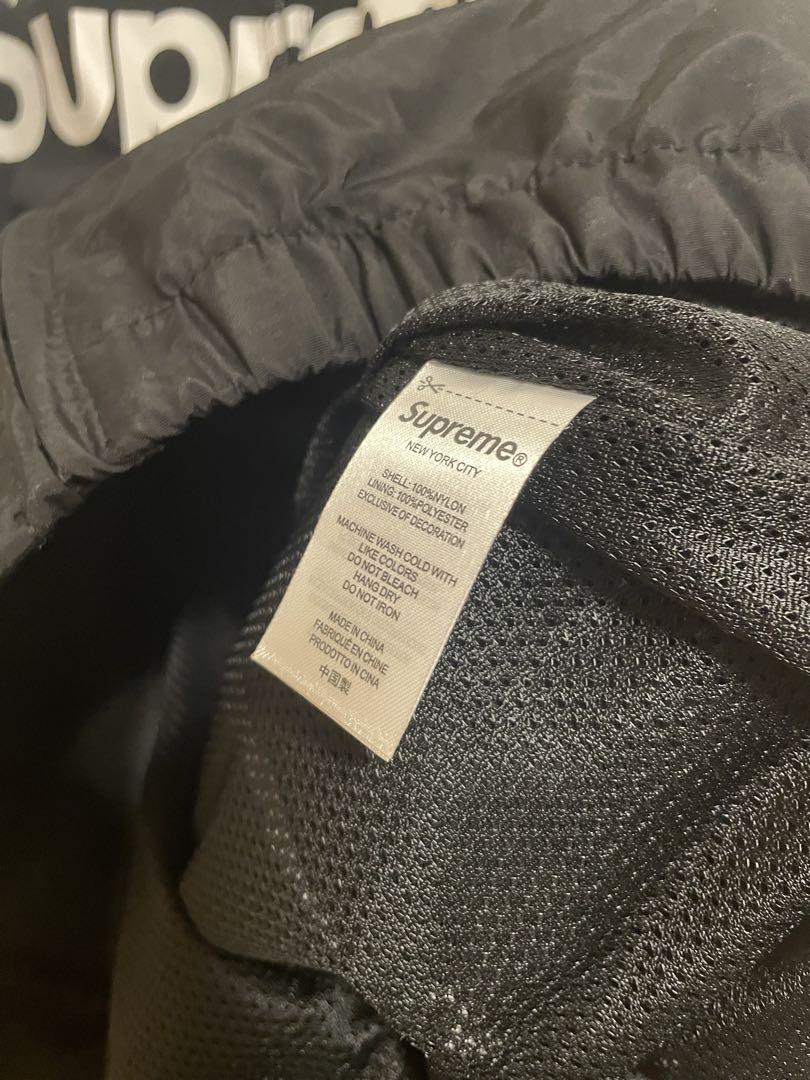 Supr
Supreme®
NEW YORK CITY
SHELL: 100%NYLON
LINING: 100%POLYESTER
EXCLUSIVE OF DECORATION
MACHINE WASH COLD WITH
LIKE COLORS
DO NOT BLEACH
HANG DRY
DO NOT IRON
MADE IN CHINA
FABRIQUÉ EN CHINE
PRODOTTO IN CINA
中国製